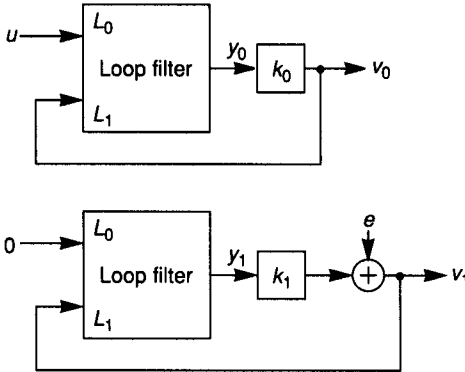 L₀
u
y₀
k₀
v₀
Loop filter
L₁
e
L₀
0
y₁
k₁
+
v₁
Loop filter
L₁